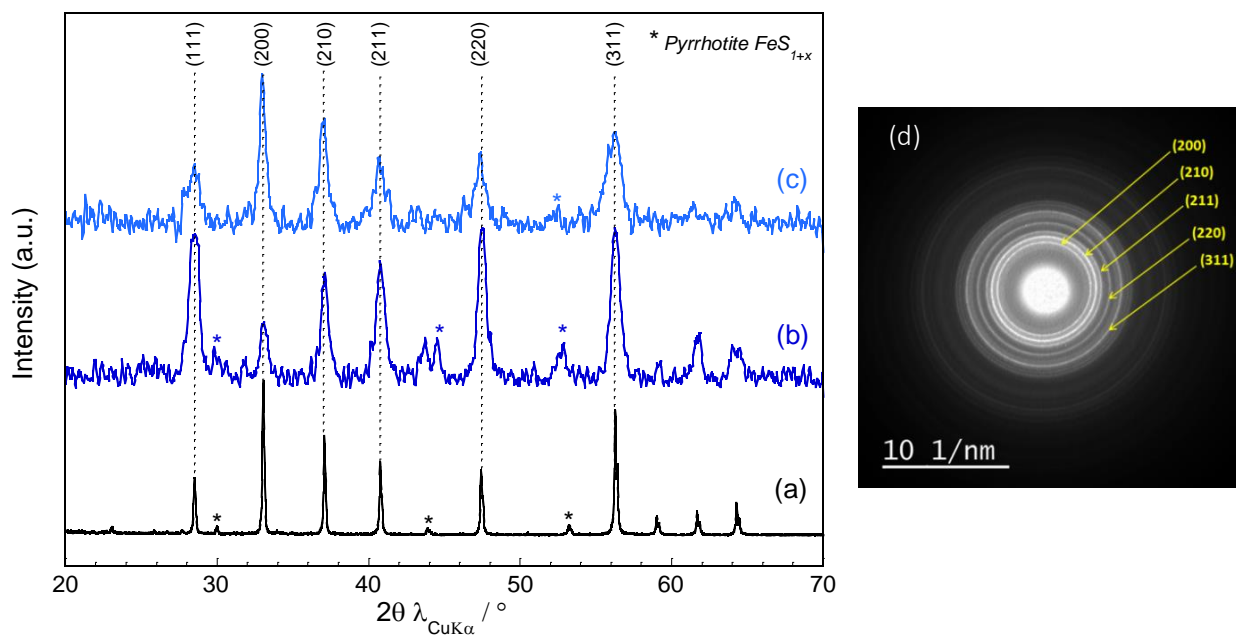 (111)
(200)
(210)
(211)
(220)
(311)
* Pyrrhotite FeS1+x
(c)
*
* * *
(b)
* * *
(a)
Intensity (a.u.)
20 30 40 50 60 70
2θ λCuKα / °
(d)
(200)
(210)
(211)
(220)
(311)
10 1/nm